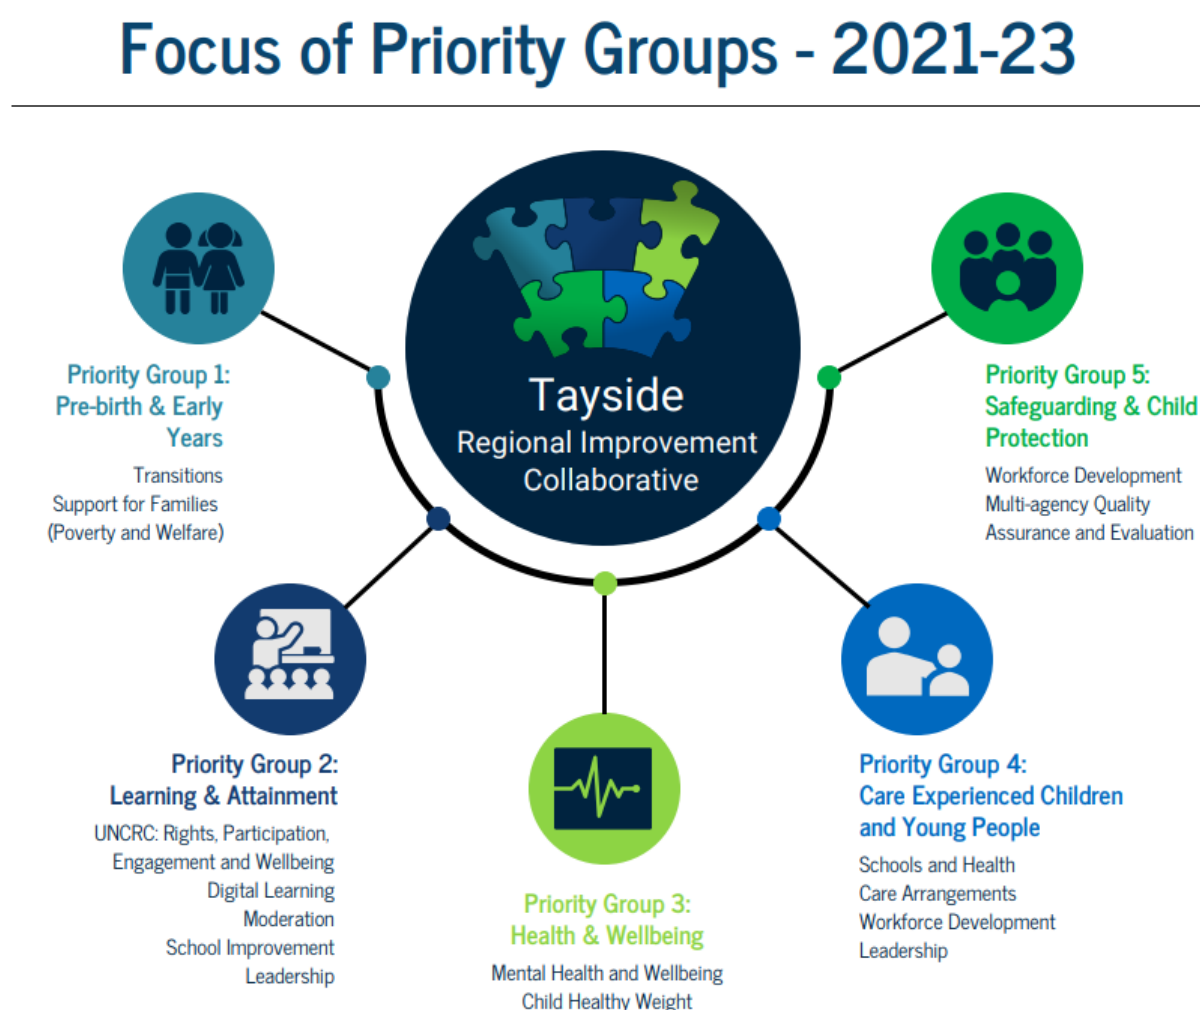 Focus of Priority Groups - 2021-23
Tayside
Regional Improvement
Collaborative
Priority Group 1:
Pre-birth & Early
Years
Transitions
Support for Families
(Poverty and Welfare)
Priority Group 2:
Learning & Attainment
UNCRC: Rights, Participation,
Engagement and Wellbeing
Digital Learning
Moderation
School Improvement
Leadership
Priority Group 3:
Health & Wellbeing
Mental Health and Wellbeing
Child Healthy Weight
Priority Group 4:
Care Experienced Children
and Young People
Schools and Health
Care Arrangements
Workforce Development
Leadership
Priority Group 5:
Safeguarding & Child
Protection
Workforce Development
Multi-agency Quality
Assurance and Evaluation